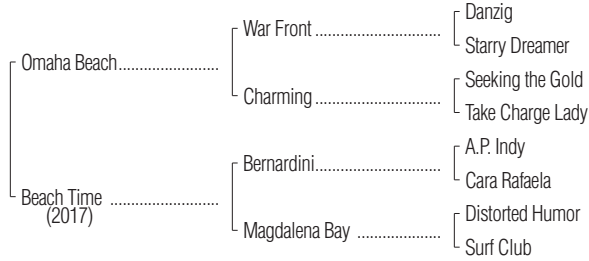 Danzig
War Front
Starry Dreamer
Omaha Beach
Seeking the Gold
Charming
Take Charge Lady
A.P. Indy
Bernardini
Cara Rafaela
Beach Time
(2017)
Distorted Humor
Magdalena Bay
Surf Club